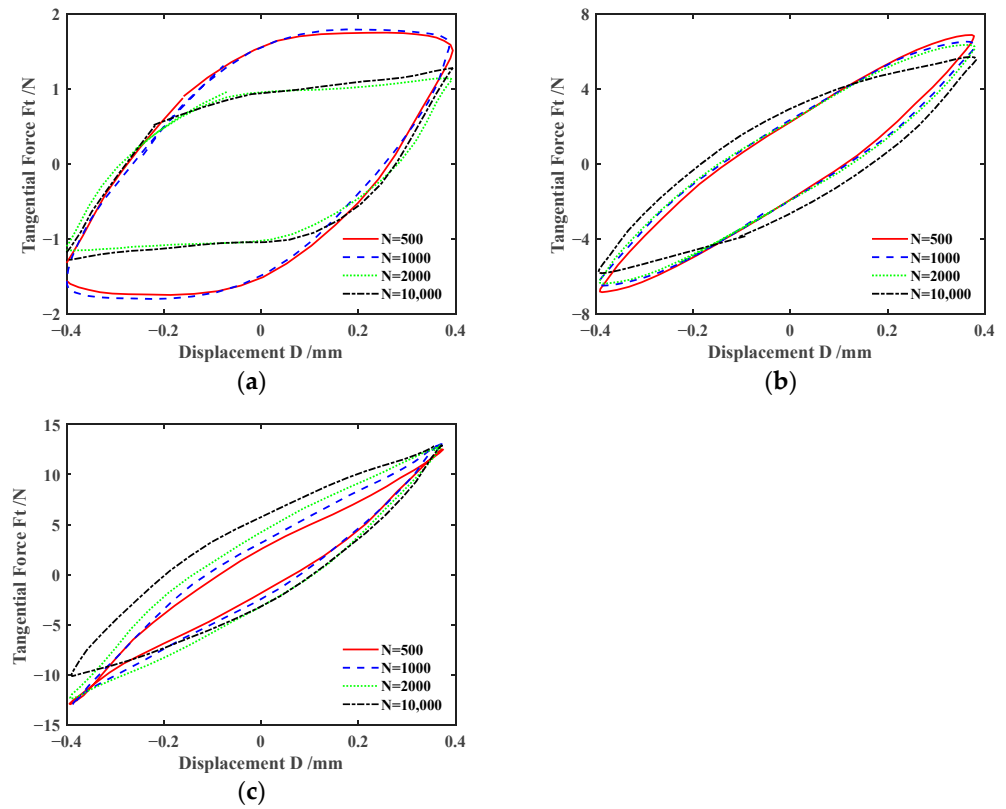 2
1
0
−1
−2
Tangential Force Ft /N
N=500
N=1000
N=2000
N=10,000
−0.4
−0.2
0
0.2
0.4
Displacement D /mm
(a)
8
4
0
−4
−8
Tangential Force Ft /N
N=500
N=1000
N=2000
N=10,000
−0.4
−0.2
0
0.2
0.4
Displacement D /mm
(b)
15
10
5
0
−5
−10
−15
Tangential Force Ft /N
N=500
N=1000
N=2000
N=10,000
−0.4
−0.2
0
0.2
0.4
Displacement D /mm
(c)